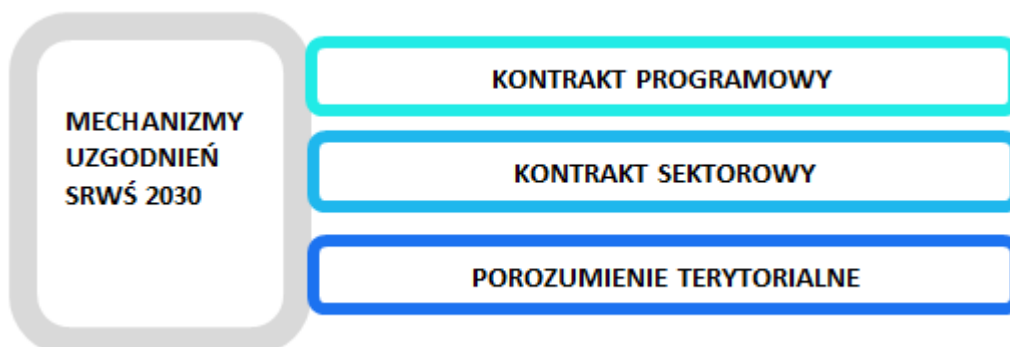 MECHANIZMY
UZGODNIEŃ
SRWŚ 2030
KONTRAKT PROGRAMOWY
KONTRAKT SEKTOROWY
POROZUMIENIE TERYTORIALNE